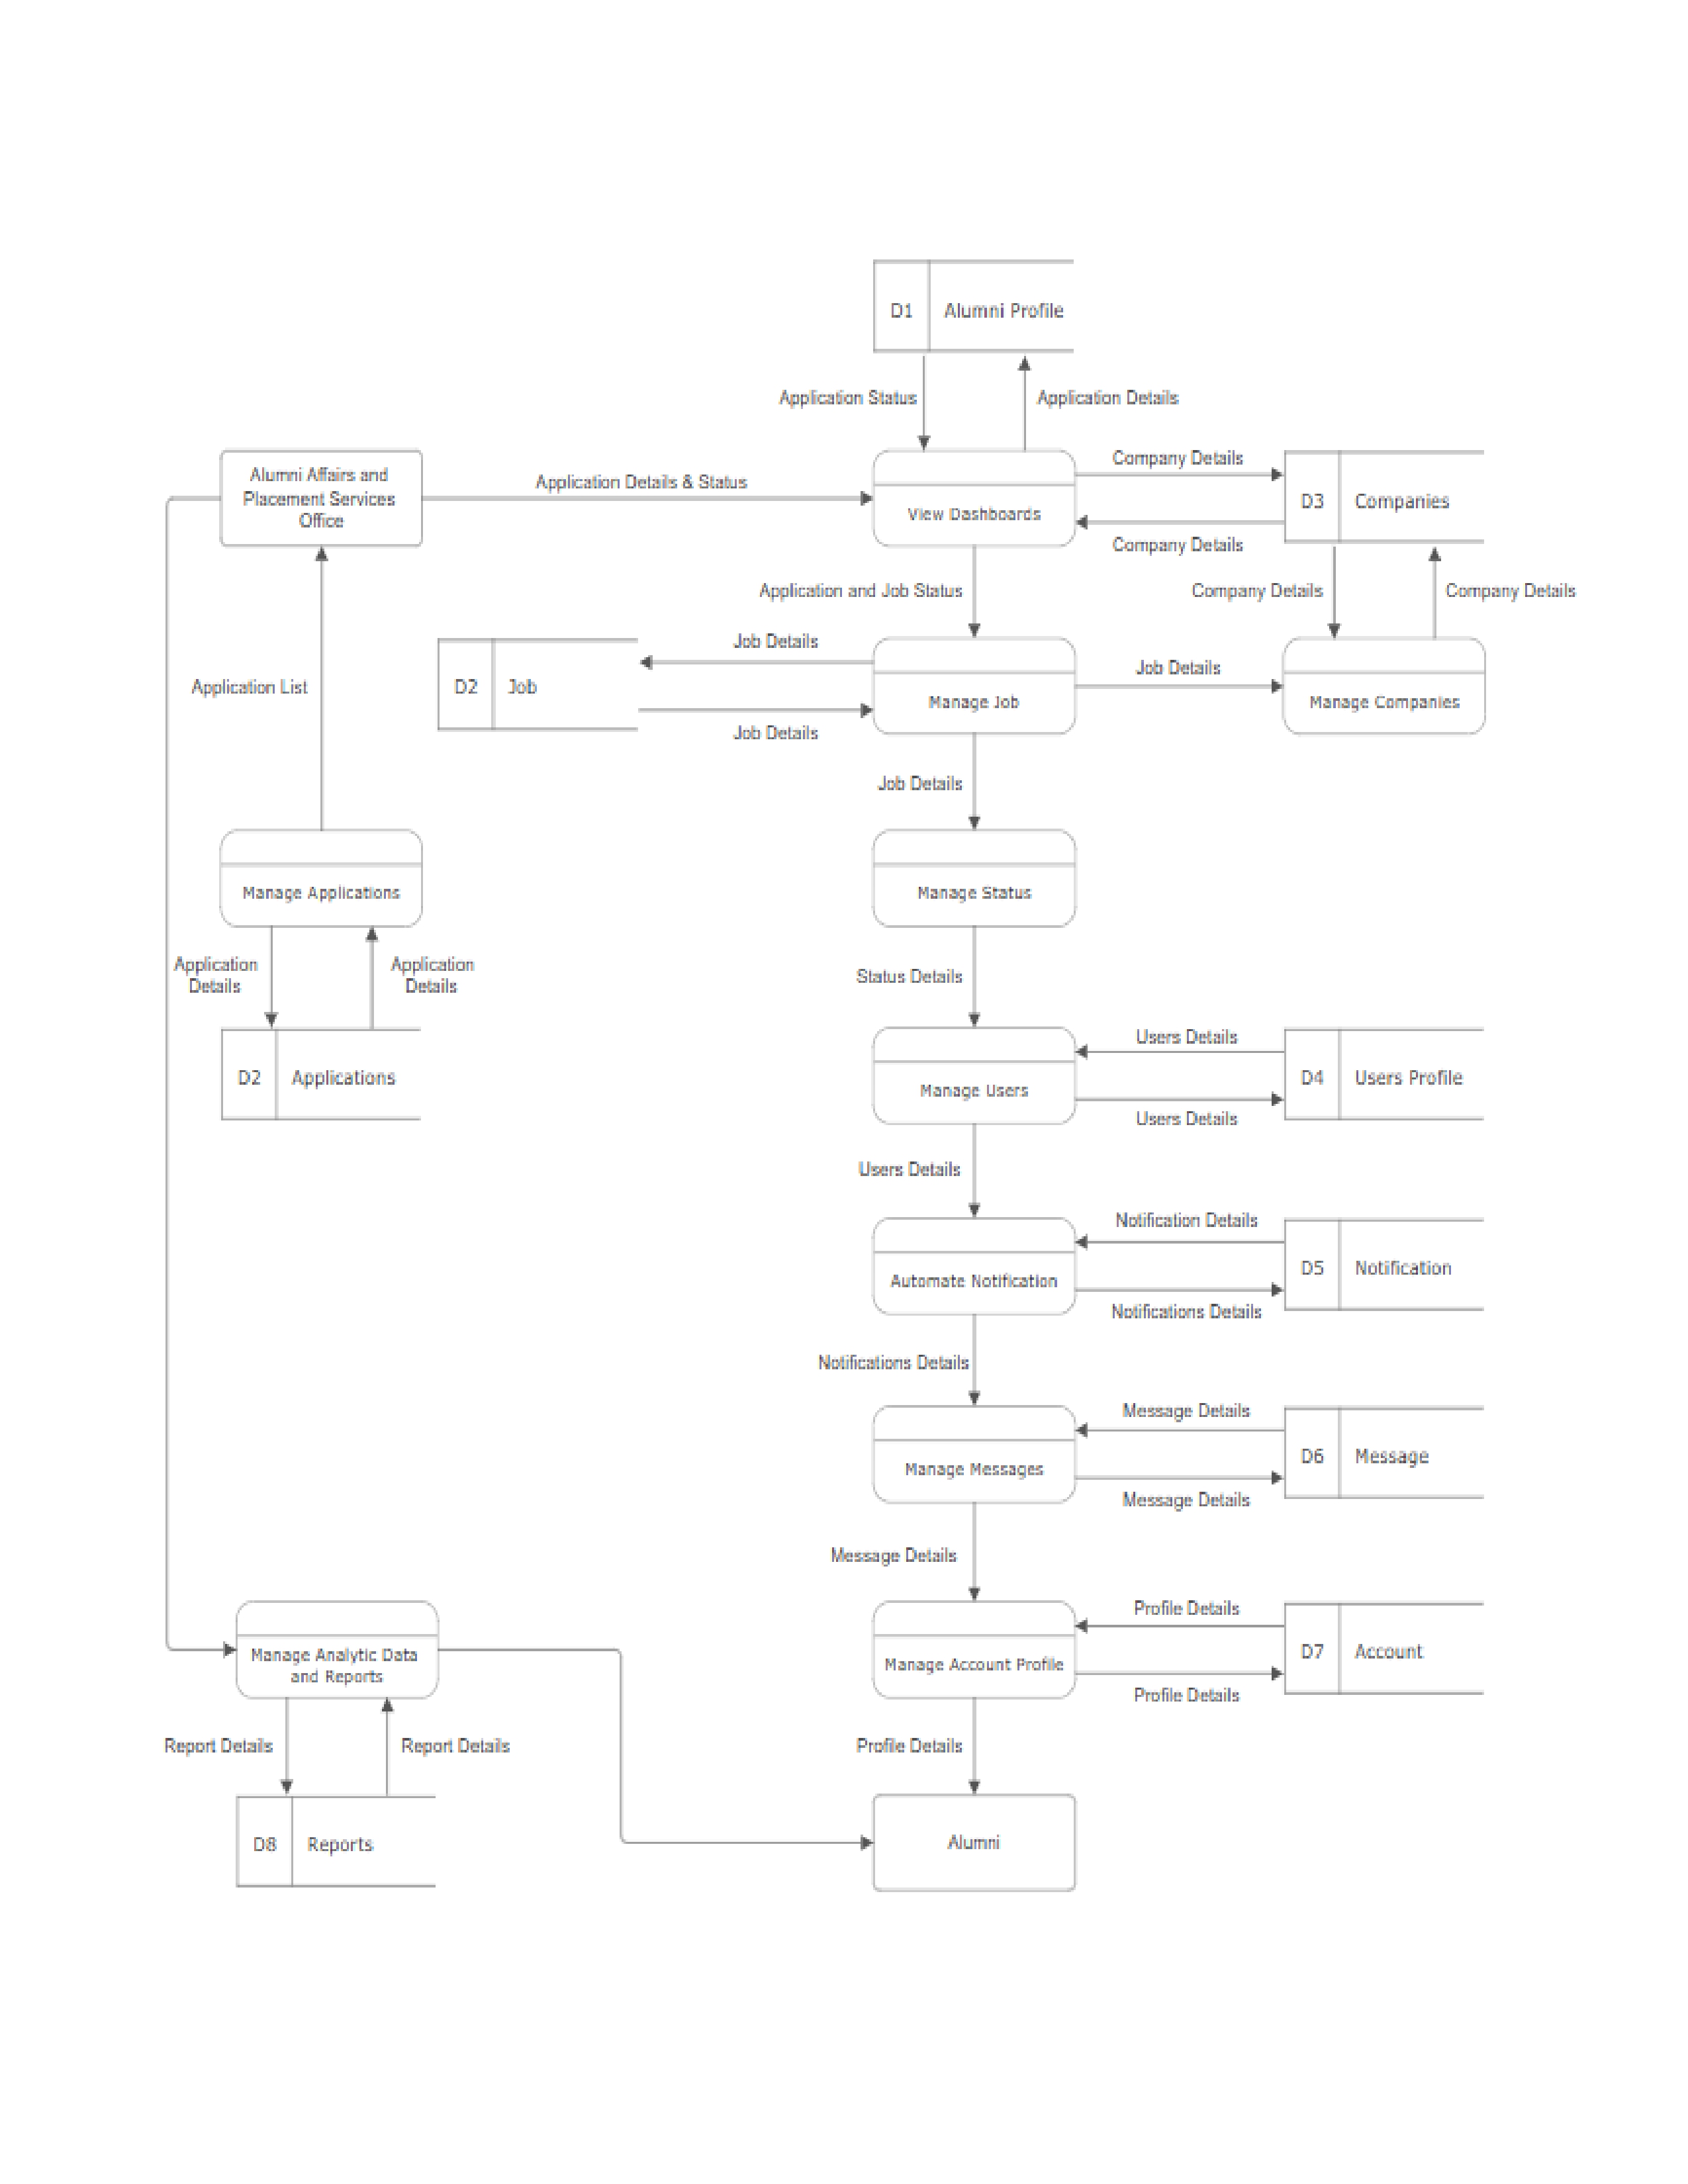 D1
Alumni Profile
Application Status
Application Details
Alumni Affairs and
Placement Services
Office
Application Details & Status
View Dashboards
Company Details
D3
Companies
Company Details
Application and Job Status
Company Details
Company Details
Job Details
D2
Job
Job Details
Manage Job
Job Details
Manage Companies
Application List
Job Details
Manage Applications
Manage Status
Application
Details
Application
Details
Status Details
D2
Applications
Manage Users
Users Details
D4
Users Profile
Users Details
Users Details
Automate Notification
Notification Details
D5
Notification
Notifications Details
Notifications Details
Manage Messages
Message Details
D6
Message
Message Details
Message Details
Manage Analytic Data
and Reports
Manage Account Profile
Profile Details
D7
Account
Profile Details
Report Details
Report Details
Profile Details
D8
Reports
Alumni